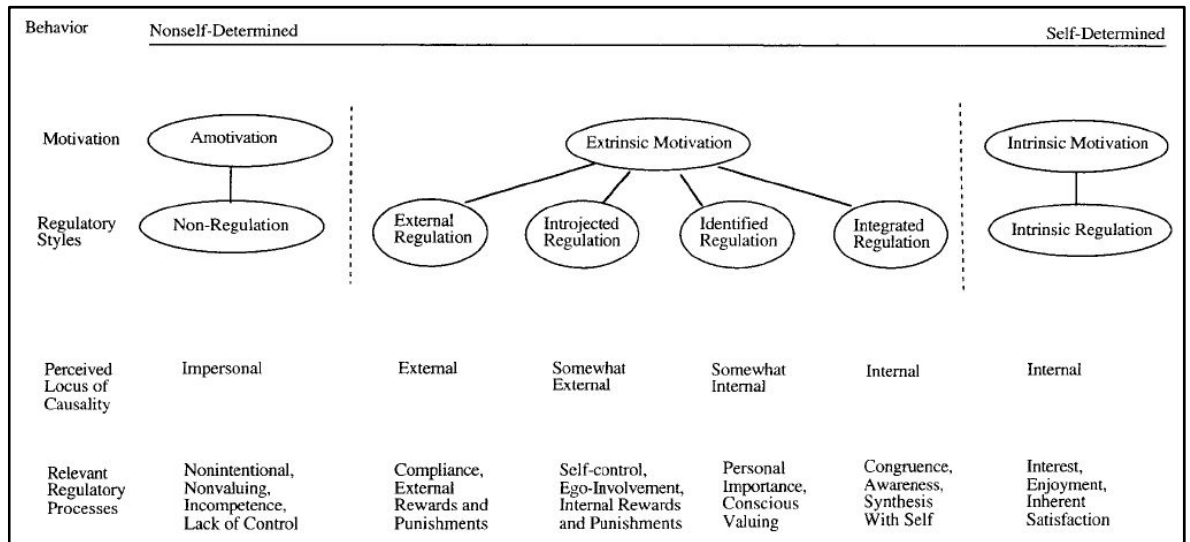 Behavior
Nonself-Determined
Self-Determined
Motivation
Amotivation
Extrinsic Motivation
Intrinsic Motivation
Regulatory
Styles
Non-Regulation
External
Regulation
Introjected
Regulation
Identified
Regulation
Integrated
Regulation
Intrinsic Regulation
Perceived
Locus of
Causality
Impersonal
External
Somewhat
External
Somewhat
Internal
Internal
Internal
Relevant
Regulatory
Processes
Nonintentional,
Nonvaluing,
Incompetence,
Lack of Control
Compliance,
External
Rewards and
Punishments
Self-control,
Ego-Involvement,
Internal Rewards
and Punishments
Personal
Importance,
Conscious
Valuing
Congruence,
Awareness,
Synthesis
With Self
Interest,
Enjoyment,
Inherent
Satisfaction